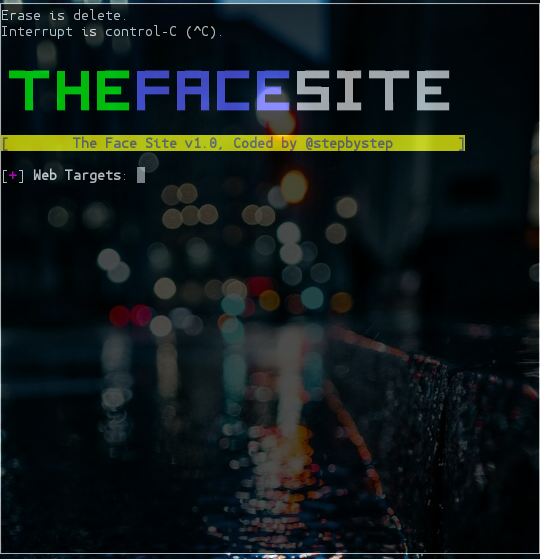 Erase is delete.
Interrupt is control-C (^C).
THEFACESITE
[ The Face Site v1.0, Coded by @stepbystep ]
[+] Web Targets: